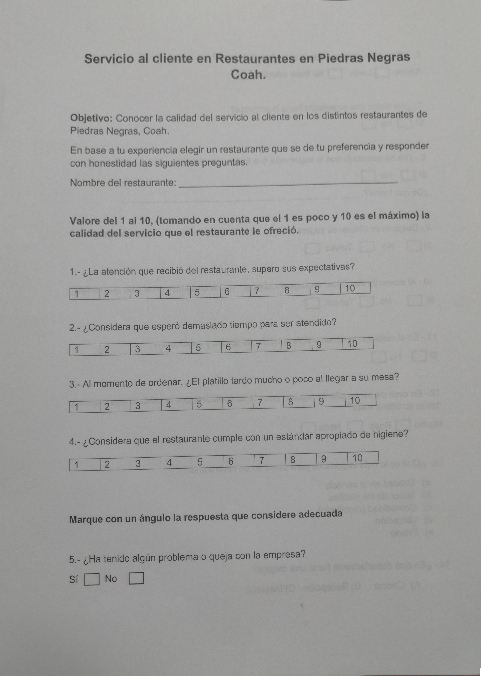 Servicio al cliente en Restaurantes en Piedras Negras
Coah.
Objetivo: Conocer la calidad del servicio al cliente en los distintos restaurantes de
Piedras Negras, Coah.
En base a tu experiencia elegir un restaurante que se de tu preferencia y responder
con honestidad las siguientes preguntas.
Nombre del restaurante:
Valore del 1 al 10, (tomando en cuenta que el 1 es poco y 10 es el máximo) la
calidad del servicio que el restaurante le ofreció.
1.- ¿La atención que recibió del restaurante, supero sus expectativas?
1 2 3 4 5 6 7 8 9 10
2.- ¿Considera que esperó demasiado tiempo para ser atendido?
1 2 3 4 5 6 7 8 9 10
3.- Al momento de ordenar, ¿El platillo tardo mucho o poco al llegar a su mesa?
1 2 3 4 5 6 7 8 9 10
4.- ¿Considera que el restaurante cumple con un estándar apropiado de higiene?
1 2 3 4 5 6 7 8 9 10
Marque con un ángulo la respuesta que considere adecuada
5.- ¿Ha tenido algún problema o queja con la empresa?
Sí No